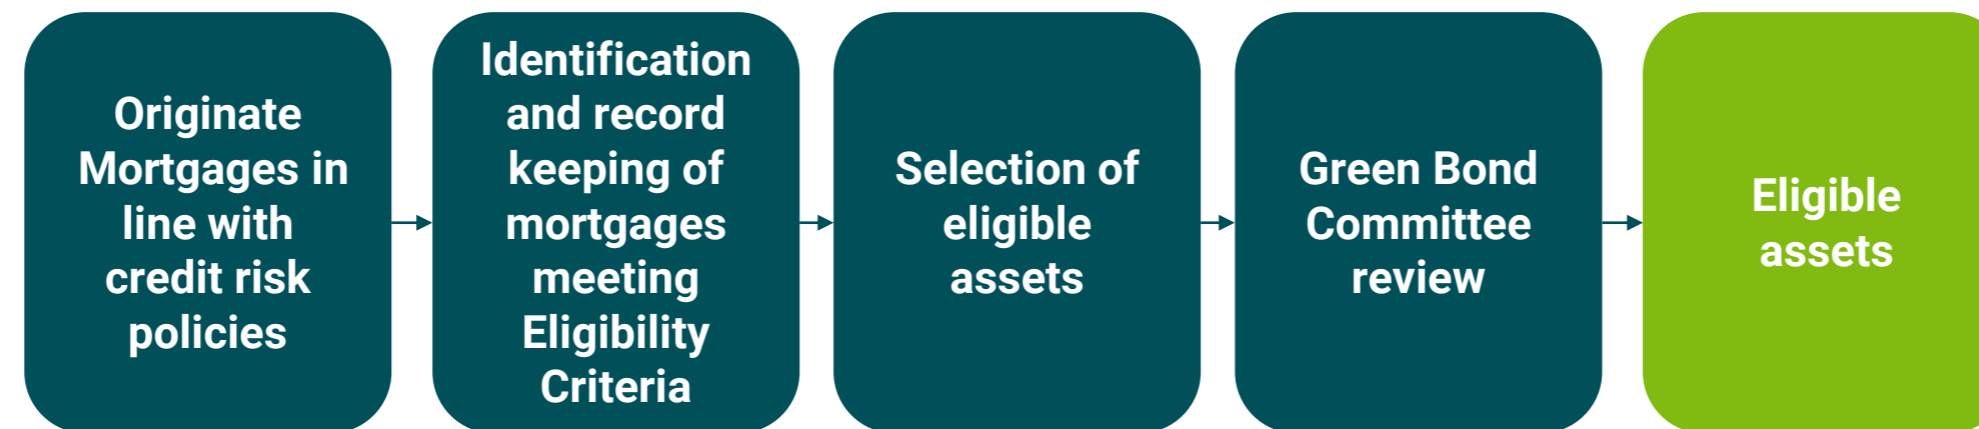 Originate
Mortgages in
line with
credit risk
policies
Identification
and record
keeping of
mortgages
meeting
Eligibility
Criteria
Selection of
eligible
assets
Green Bond
Committee
review
Eligible
assets